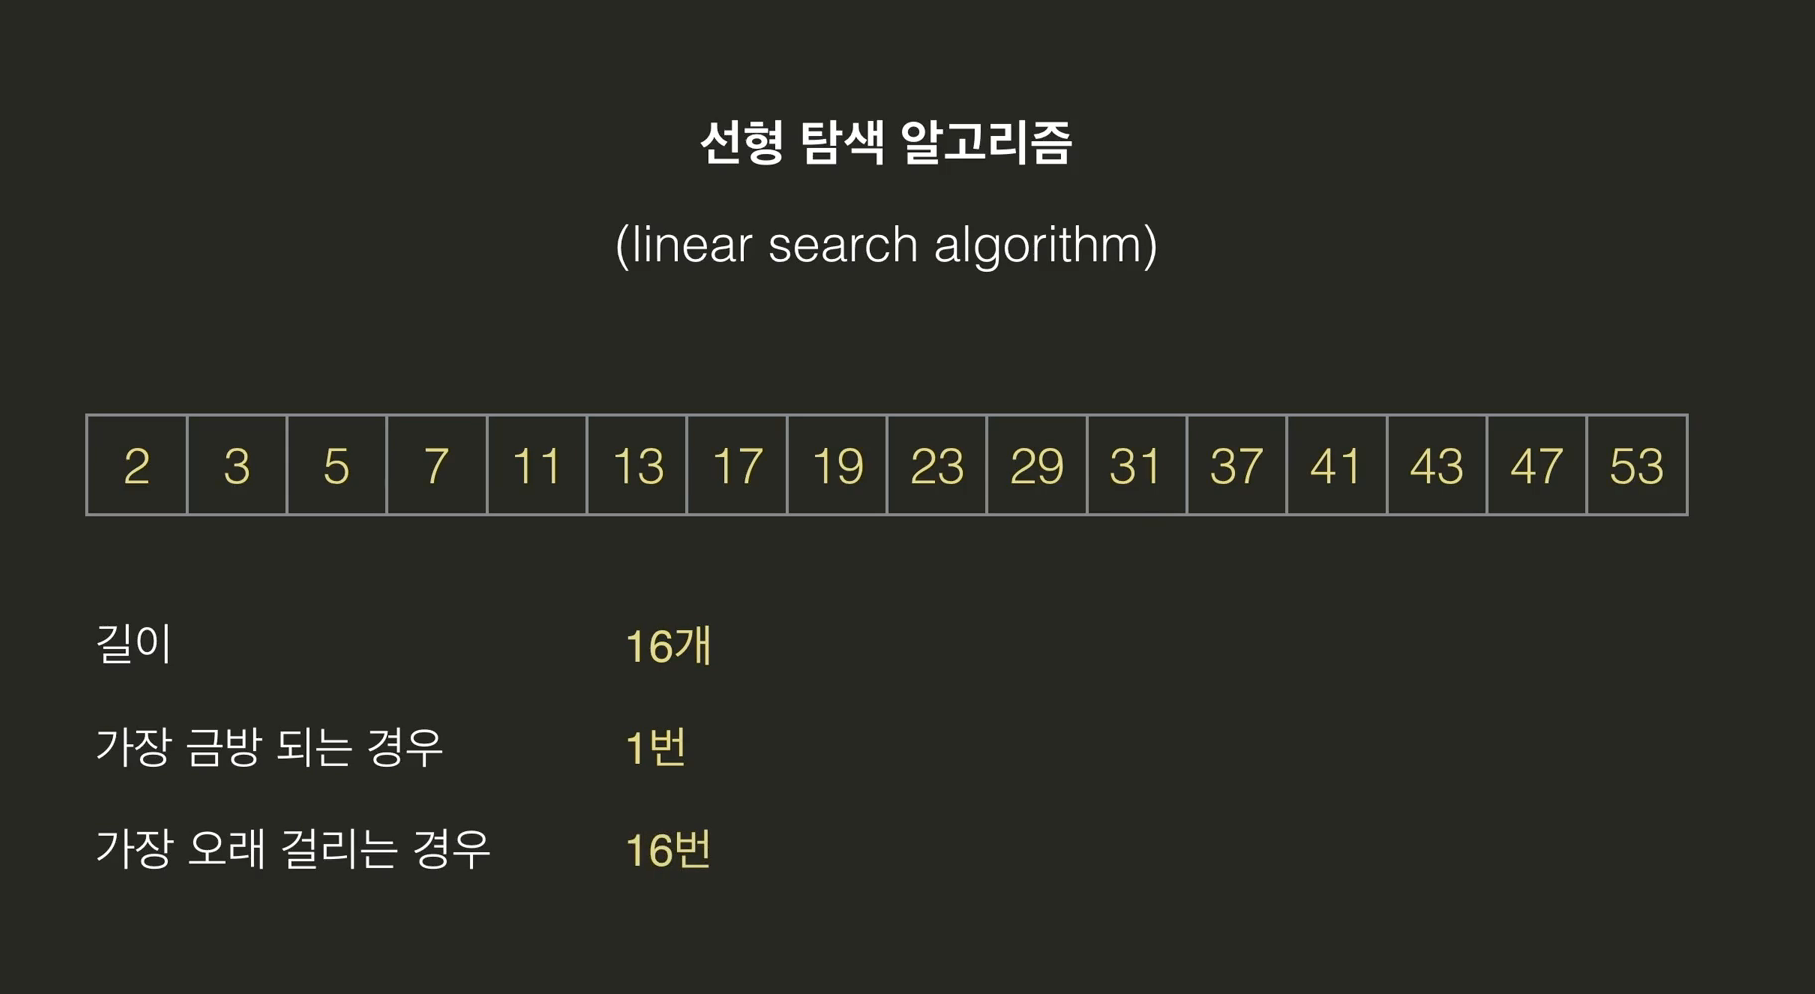 선형 탐색 알고리즘
(linear search algorithm)
2 3 5 7 11 13 17 19 23 29 31 37 41 43 47 53
길이 16개
가장 금방 되는 경우 1번
가장 오래 걸리는 경우 16번